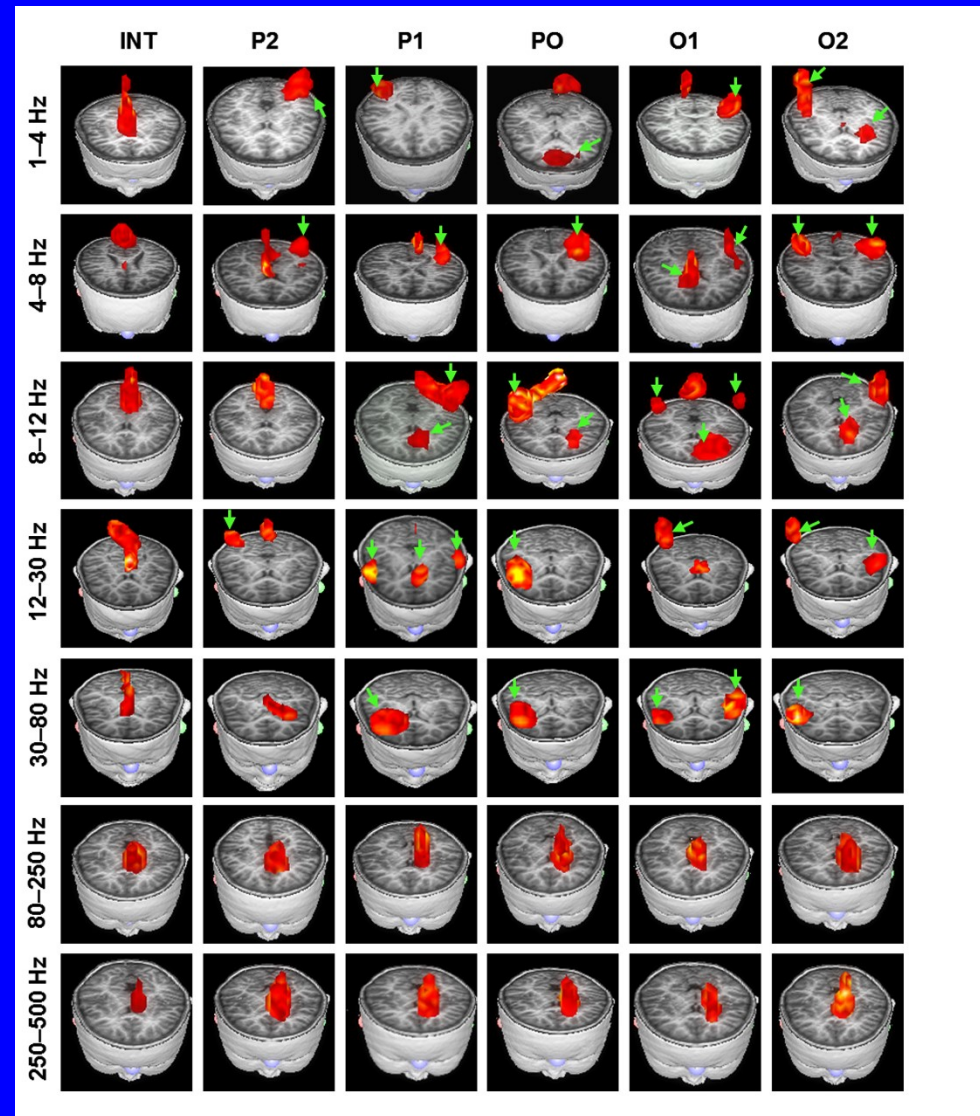 INT P2 P1 PO O1 O2
1–4 Hz
4–8 Hz
8–12 Hz
12–30 Hz
30–80 Hz
80–250 Hz
250–500 Hz